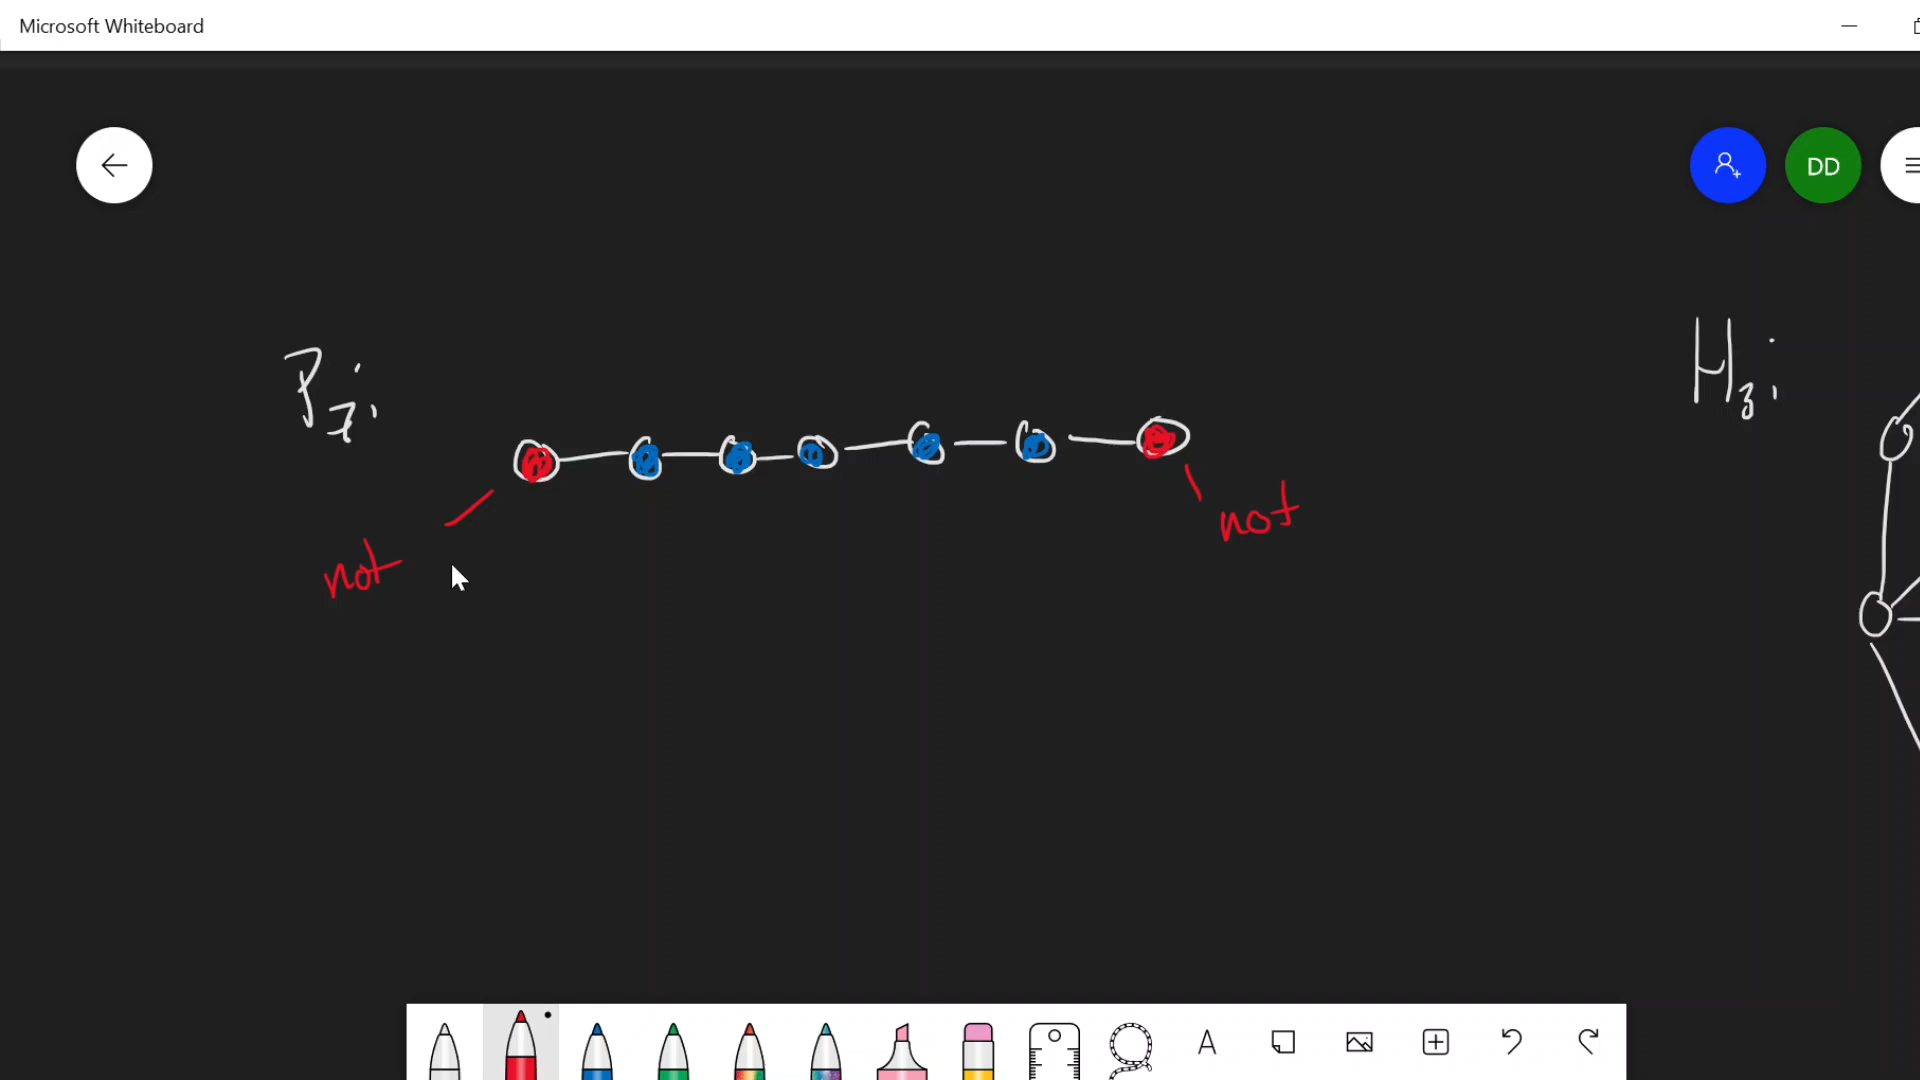 Microsoft Whiteboard
DD
P7:
H3:
not
not
A